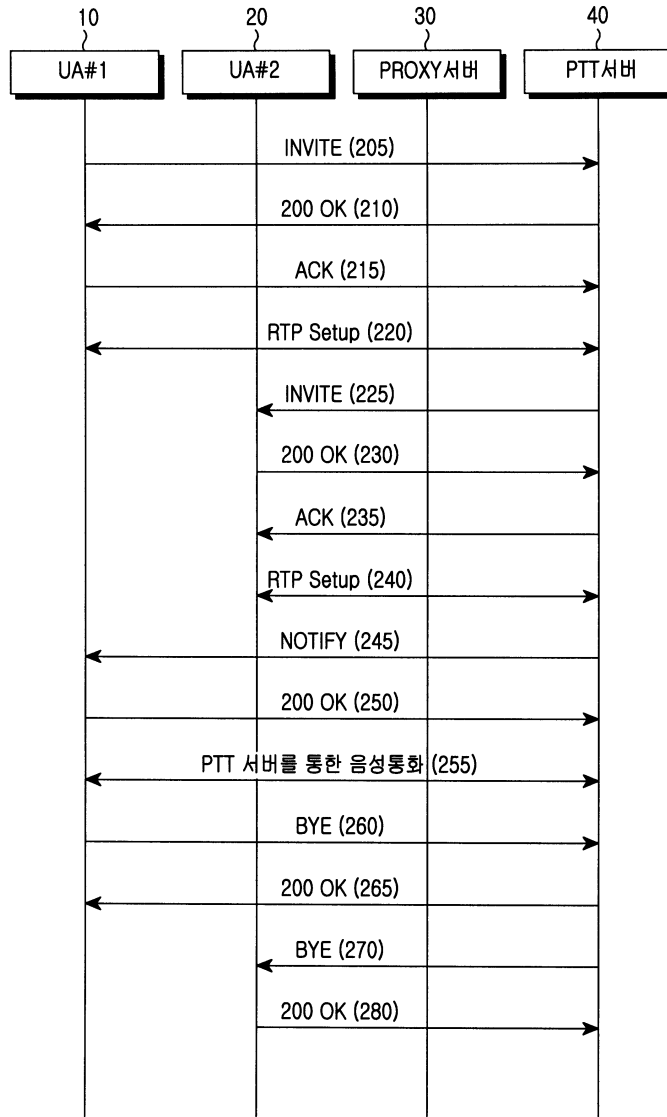 10 20 30 40
UA#1 UA#2 PROXY서버 PTT서버
INVITE (205)
200 OK (210)
ACK (215)
RTP Setup (220)
INVITE (225)
200 OK (230)
ACK (235)
RTP Setup (240)
NOTIFY (245)
200 OK (250)
PTT 서버를 통한 음성통화 (255)
BYE (260)
200 OK (265)
BYE (270)
200 OK (280)